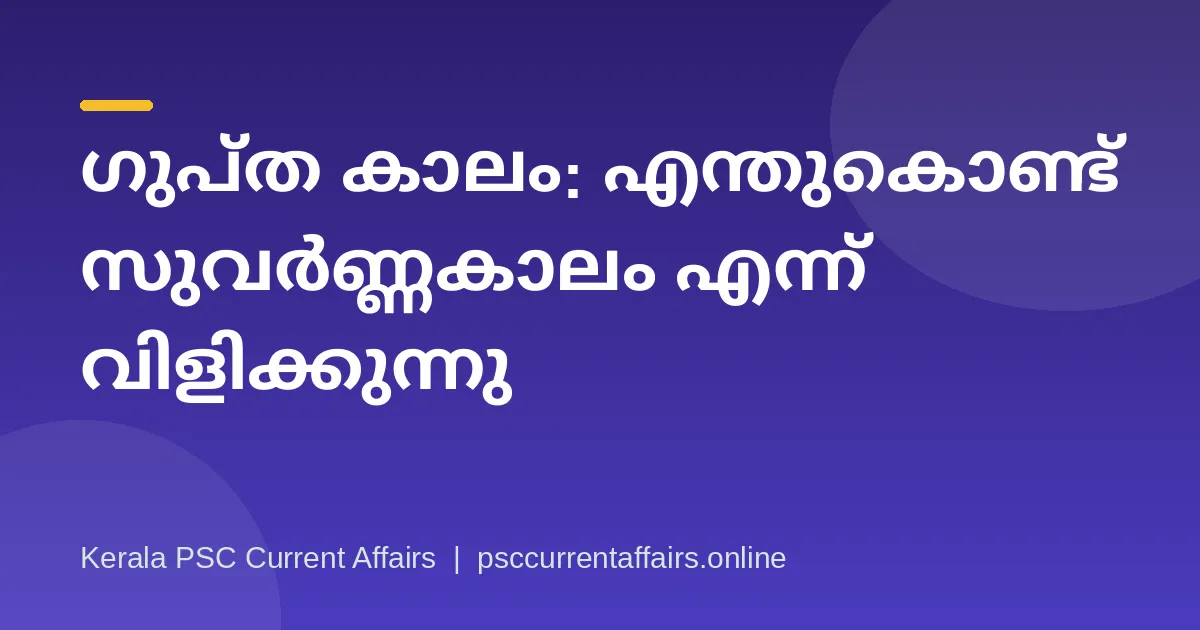 ഗുപ്ത കാലം: എന്തുകൊണ്ട്
സുവർണ്ണകാലം എന്ന്
വിളിക്കുന്നു
Kerala PSC Current Affairs | psccurrentaffairs.online